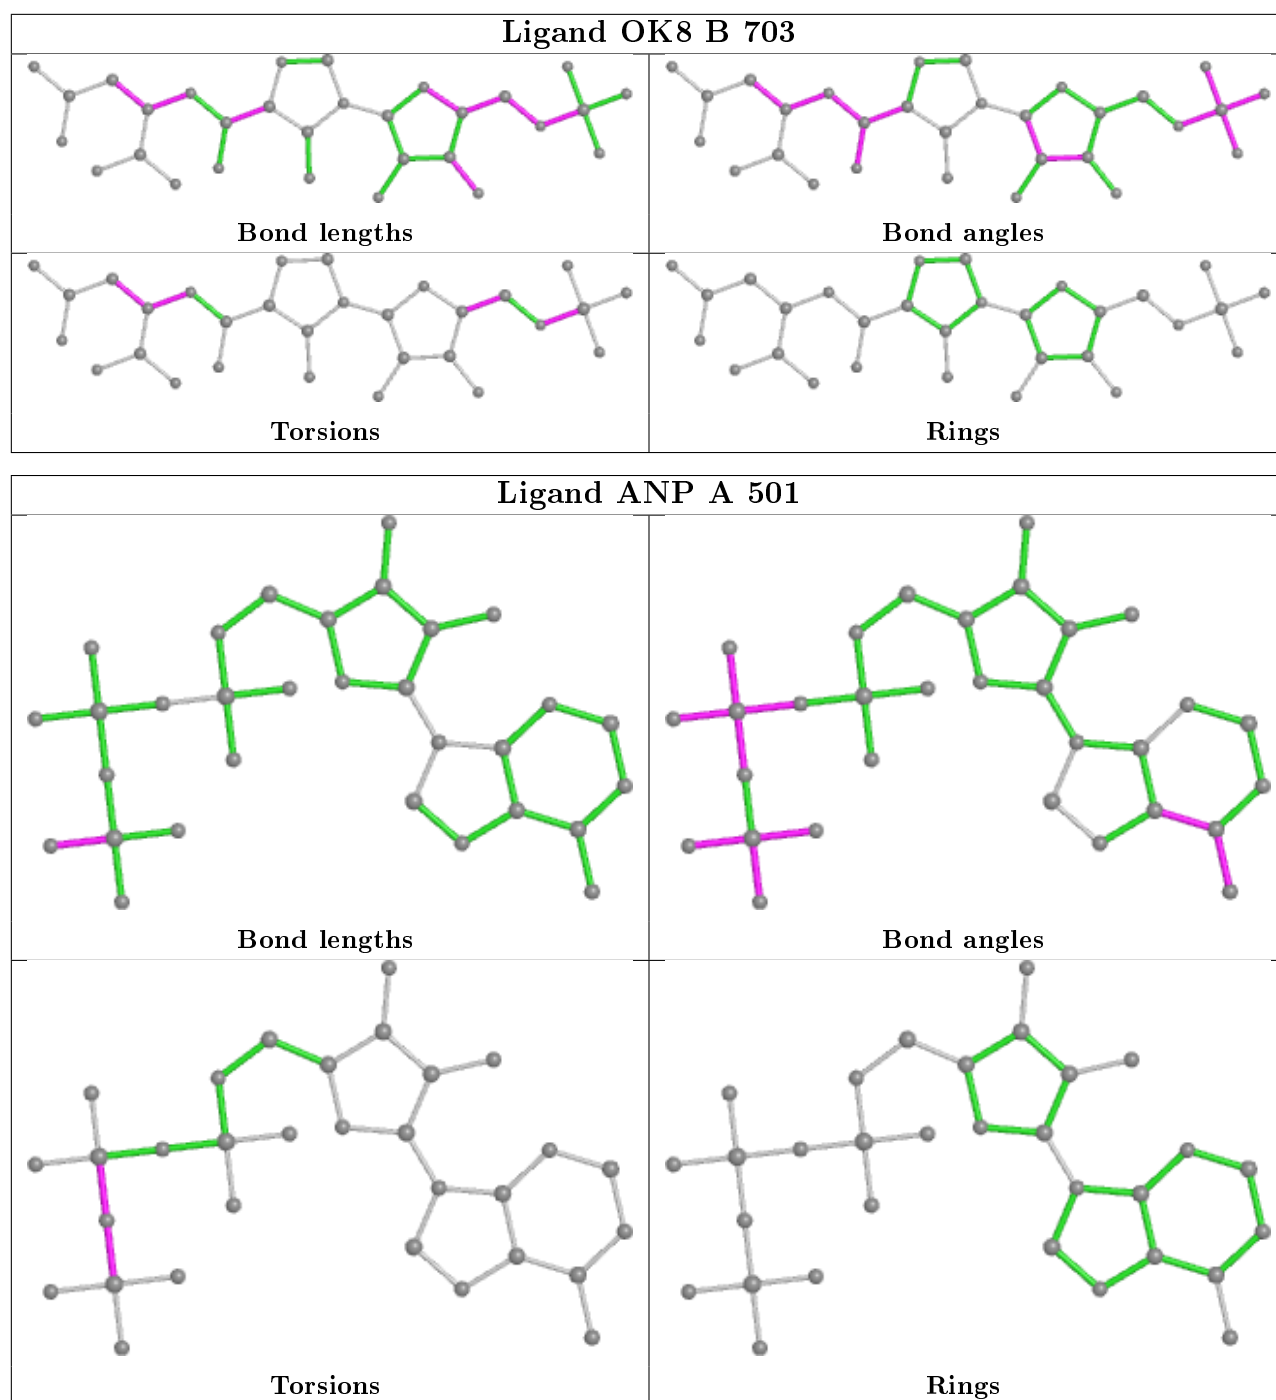 Ligand OK8 B 703
Bond lengths
Bond angles
Torsions
Rings
Ligand ANP A 501
Bond lengths
Bond angles
Torsions
Rings